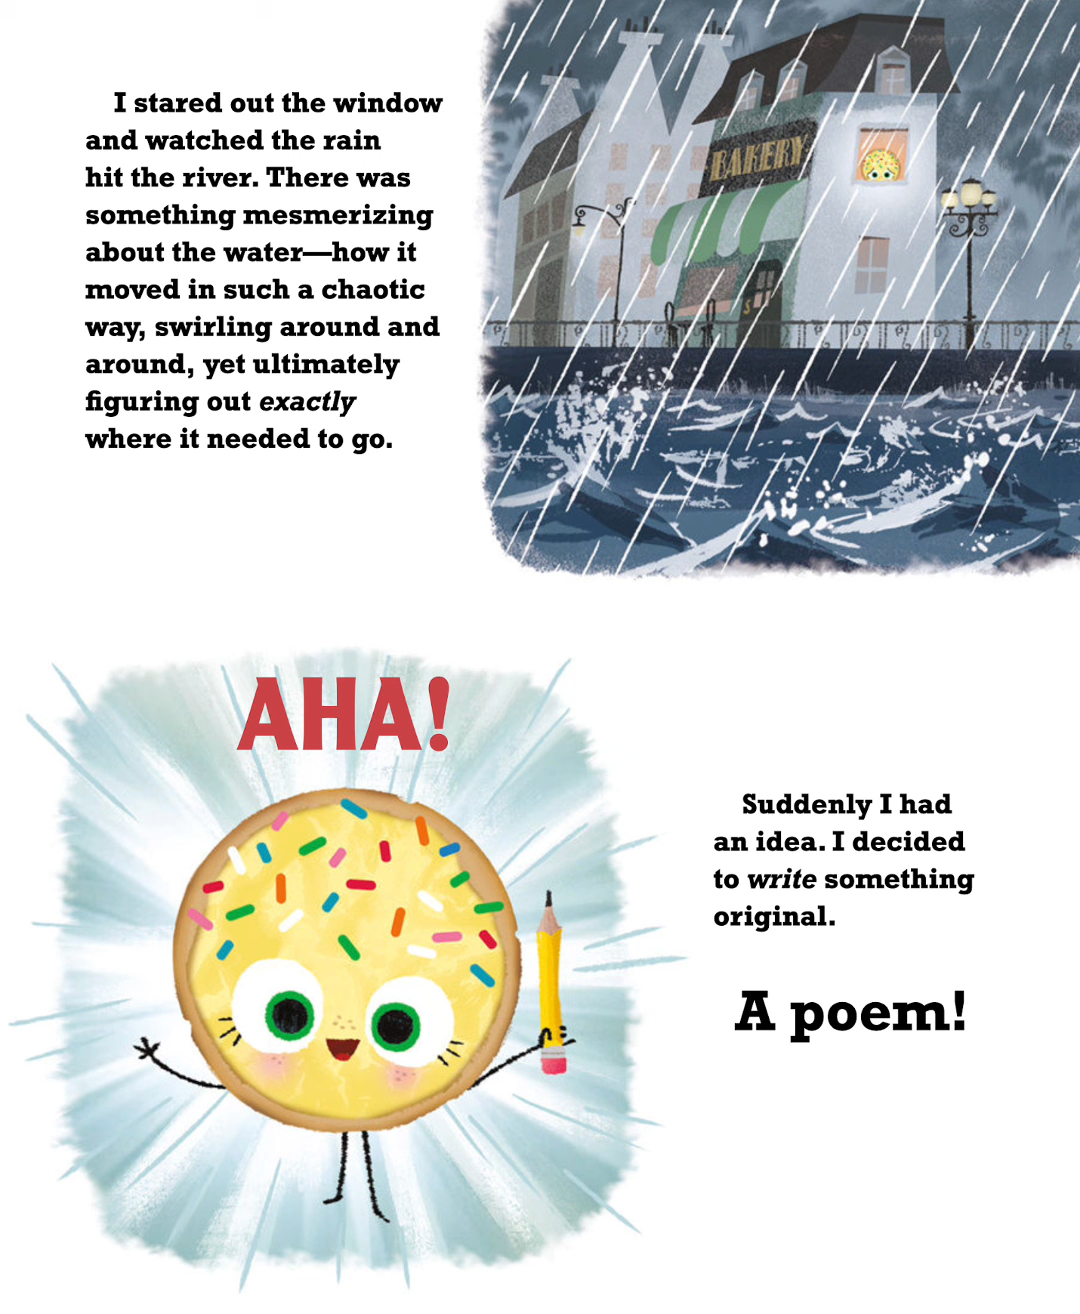 I stared out the window
and watched the rain
hit the river. There was
something mesmerizing
about the water—how it
moved in such a chaotic
way, swirling around and
around, yet ultimately
figuring out exactly
where it needed to go.
BAKERY
S
AHA!
Suddenly I had
an idea. I decided
to write something
original.
A poem!